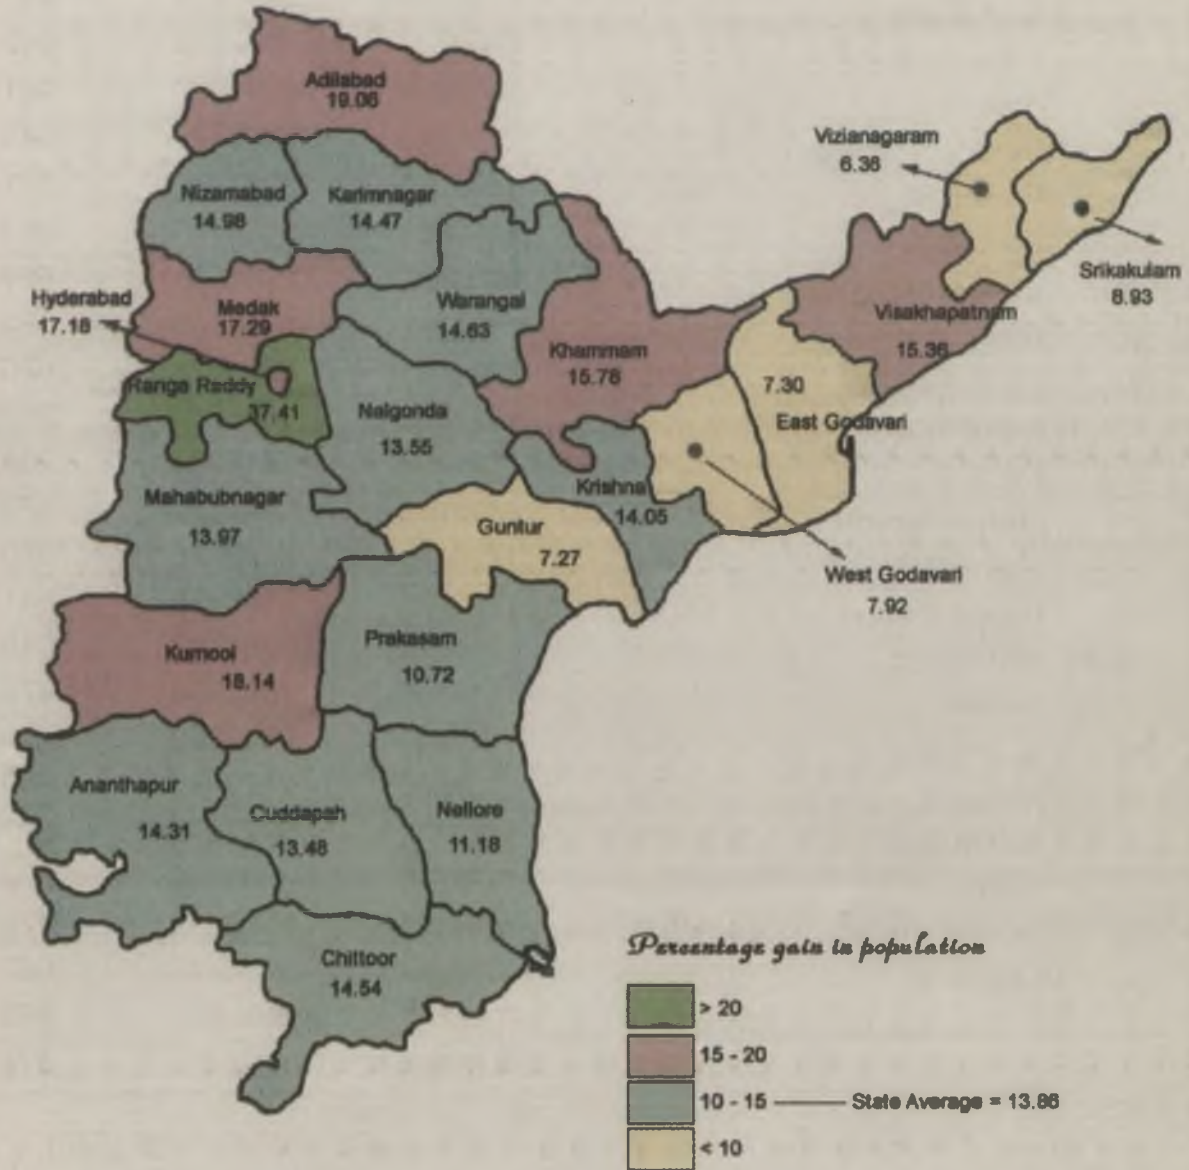 Adilabad
19.06
Vizianagaram
6.36
Nizamabad
14.98
Karimnagar
14.47
Srikakulam
8.93
Hyderabad
17.18
Medak
17.29
Warangal
14.63
Visakhapatnam
15.36
Khammam
15.78
Ranga Reddy
37.41
7.30
East Godavari
Nalgonda
13.55
Mahabubnagar
13.97
Krishna
14.05
Guntur
7.27
West Godavari
7.92
Prakasam
10.72
Kurnool
18.14
Ananthapur
14.31
Cuddapah
13.48
Nellore
11.18
Chittoor
14.54
Percentage gain in population
> 20
15 - 20
10 - 15 State Average = 13.86
< 10